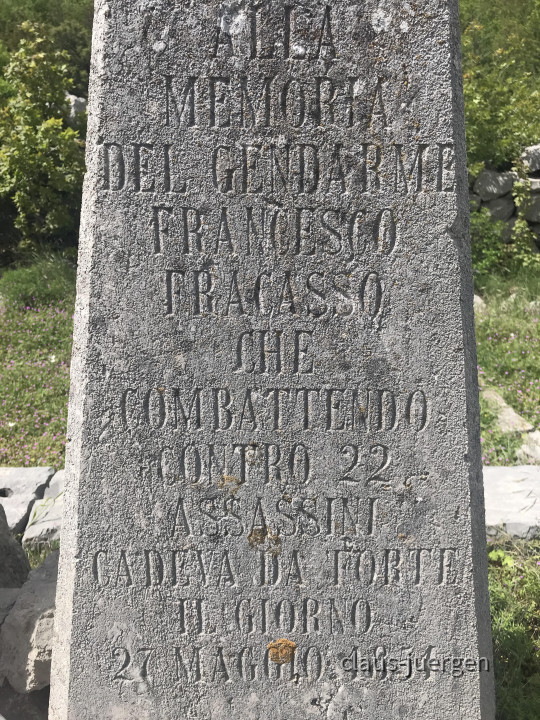 ALLA
MEMORIA
DEL GENDARME
FRANCESCO
FRACASSO
CHE
COMBATTENDO
CONTRO 22
ASSASSINI
CADEVA DA FORTE
IL GIORNO
27 MAGGIO
claus-juergen